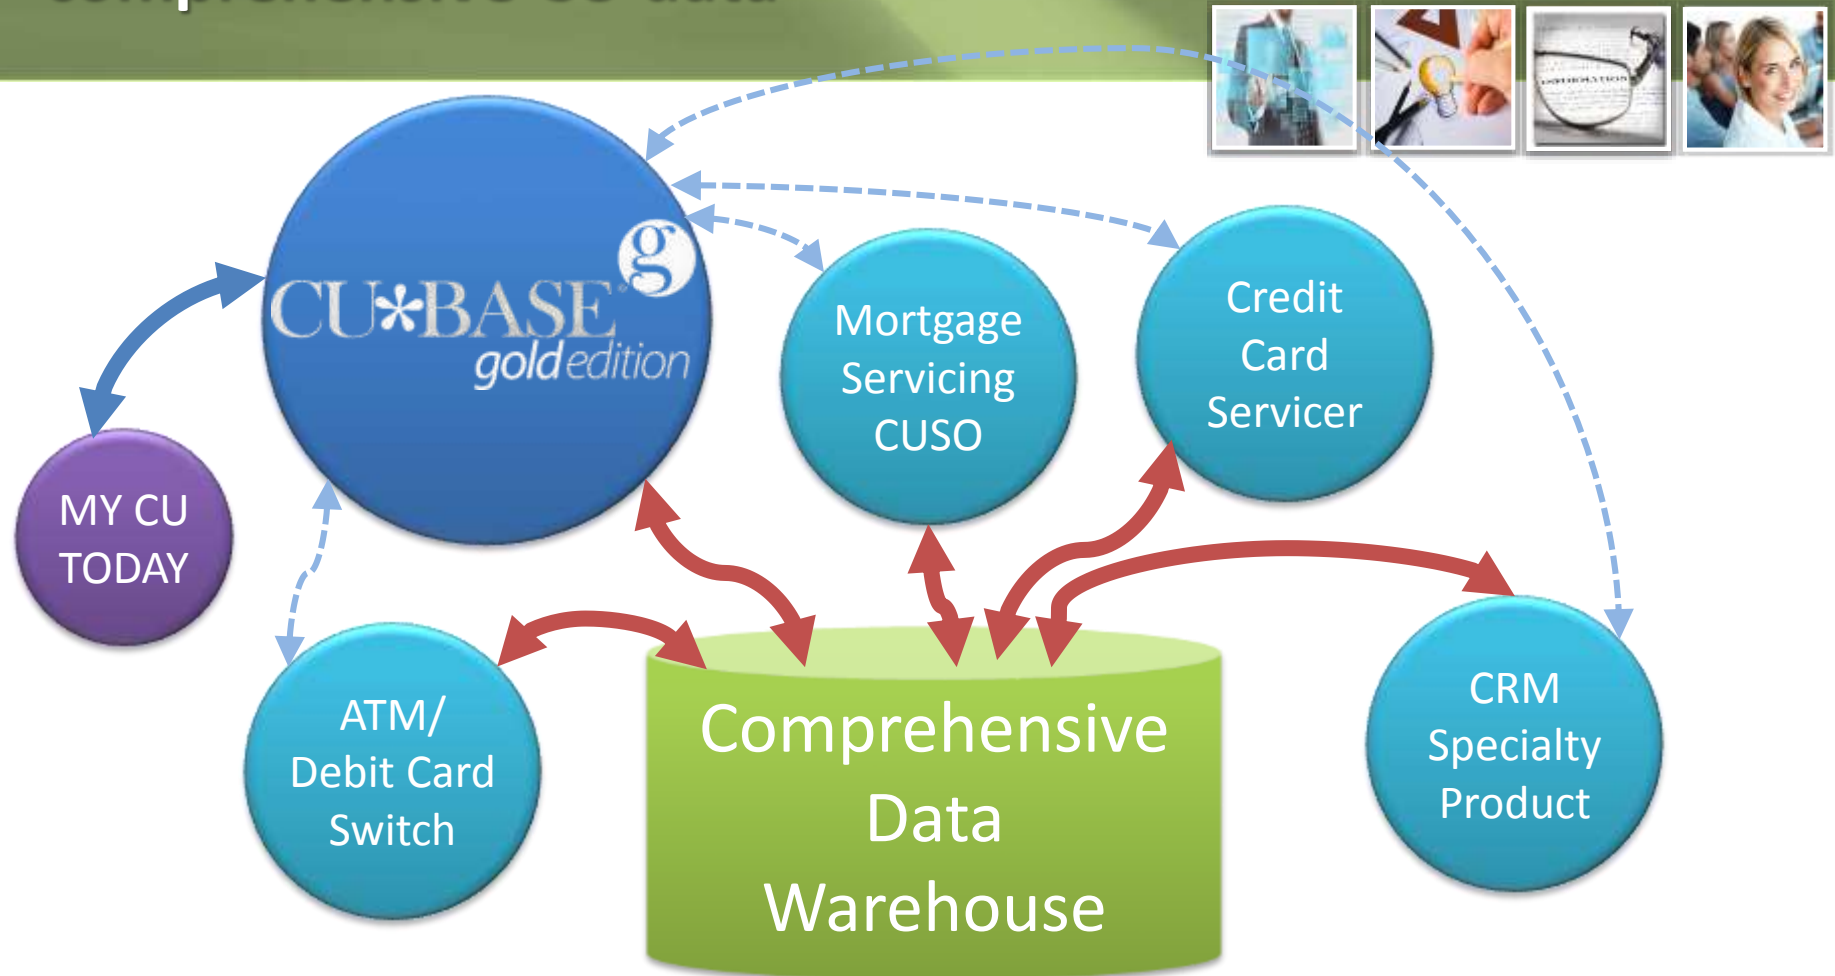 CU*BASE g
gold edition
Mortgage
Servicing
CUSO
Credit
Card
Servicer
MY CU
TODAY
ATM/
Debit Card
Switch
Comprehensive
Data
Warehouse
CRM
Specialty
Product